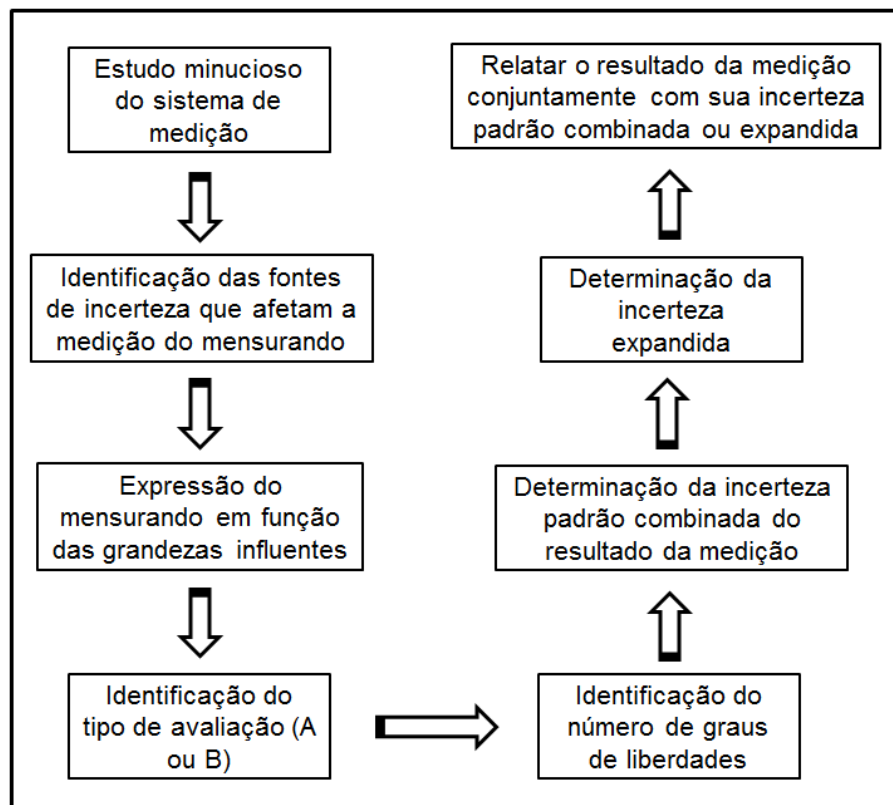 Estudo minucioso
do sistema de
medição
Identificação das fontes
de incerteza que afetam a
medição do mensurando
Expressão do
mensurando em função
das grandezas influentes
Identificação do
tipo de avaliação (A
ou B)
Identificação do
número de graus
de liberdades
Determinação da incerteza
padrão combinada do
resultado da medição
Determinação da
incerteza
expandida
Relatar o resultado da medição
conjuntamente com sua incerteza
padrão combinada ou expandida